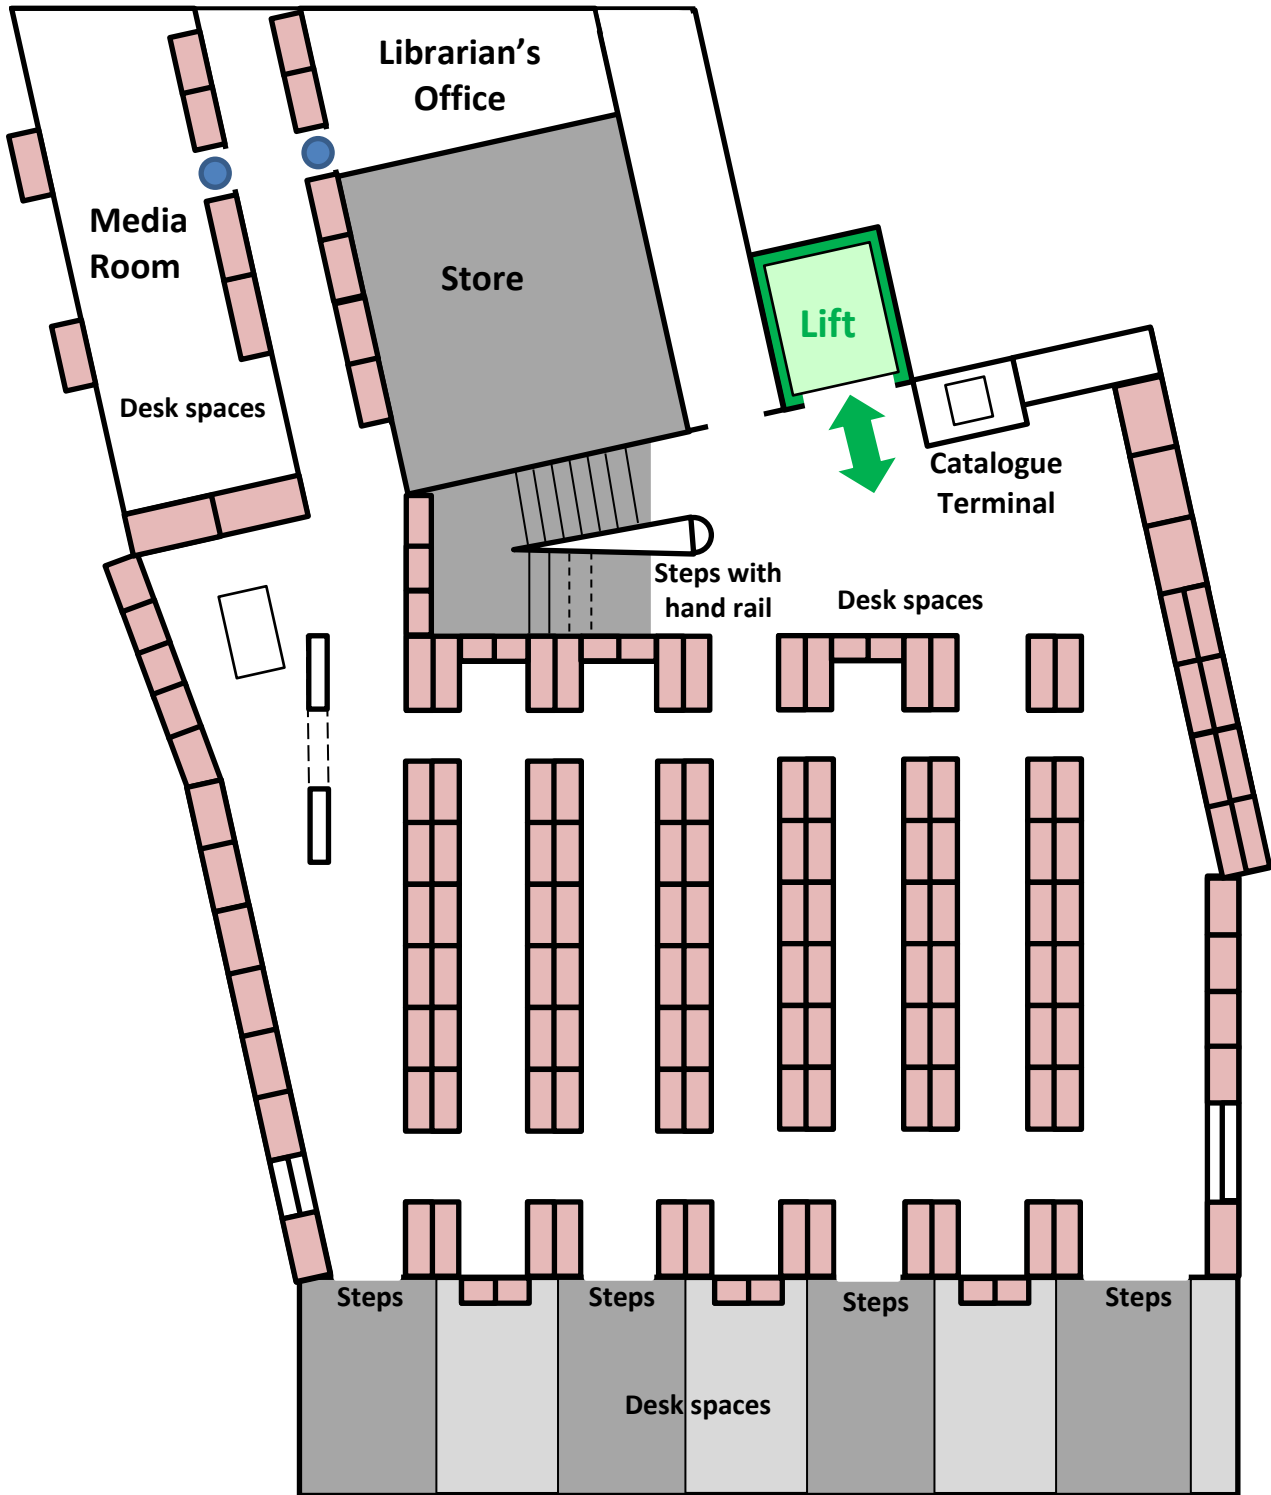 Librarian's
Office
Media
Room
Store
Lift
Desk spaces
Catalogue
Terminal
Steps with
hand rail
Desk spaces
Steps
Steps
Steps
Steps
Desk spaces